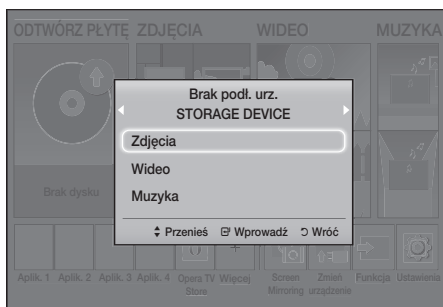 ODTWÓRZ PŁYTĘ ZDJĘCIA WIDEO MUZYKA
Brak podł. urz.
STORAGE DEVICE
Zdjęcia
Wideo
Muzyka
Brak dysku
Przenieś Wprowadź Wróć
Aplik. 1 Aplik. 2 Aplik. 3 Aplik. 4 Opera TV Store Więcej Screen Mirroring Zmień urządzenie Funkcja Ustawienia